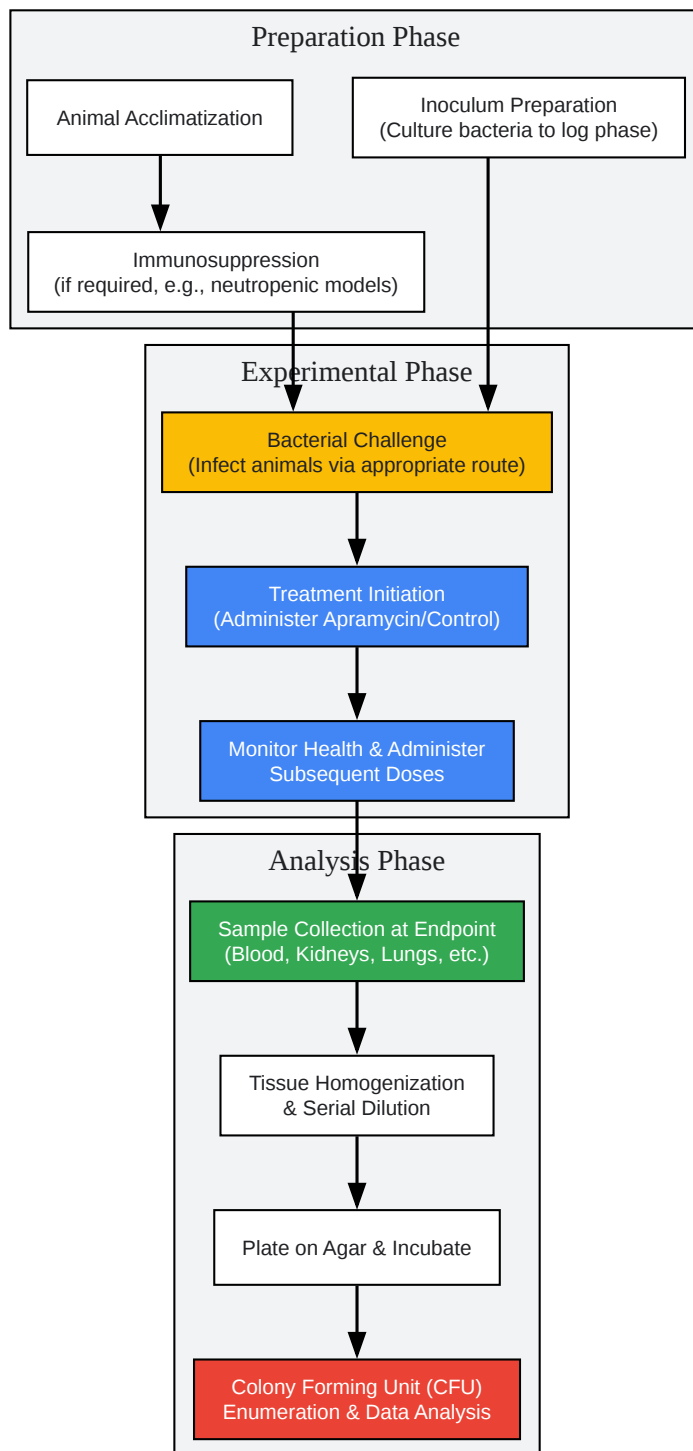 Preparation Phase
Animal Acclimatization
Inoculum Preparation
(Culture bacteria to log phase)
Immunosuppression
(if required, e.g., neutropenic models)
Experimental Phase
Bacterial Challenge
(Infect animals via appropriate route)
Treatment Initiation
(Administer Apramycin/Control)
Monitor Health & Administer
Subsequent Doses
Analysis Phase
Sample Collection at Endpoint
(Blood, Kidneys, Lungs, etc.)
Tissue Homogenization
& Serial Dilution
Plate on Agar & Incubate
Colony Forming Unit (CFU)
Enumeration & Data Analysis